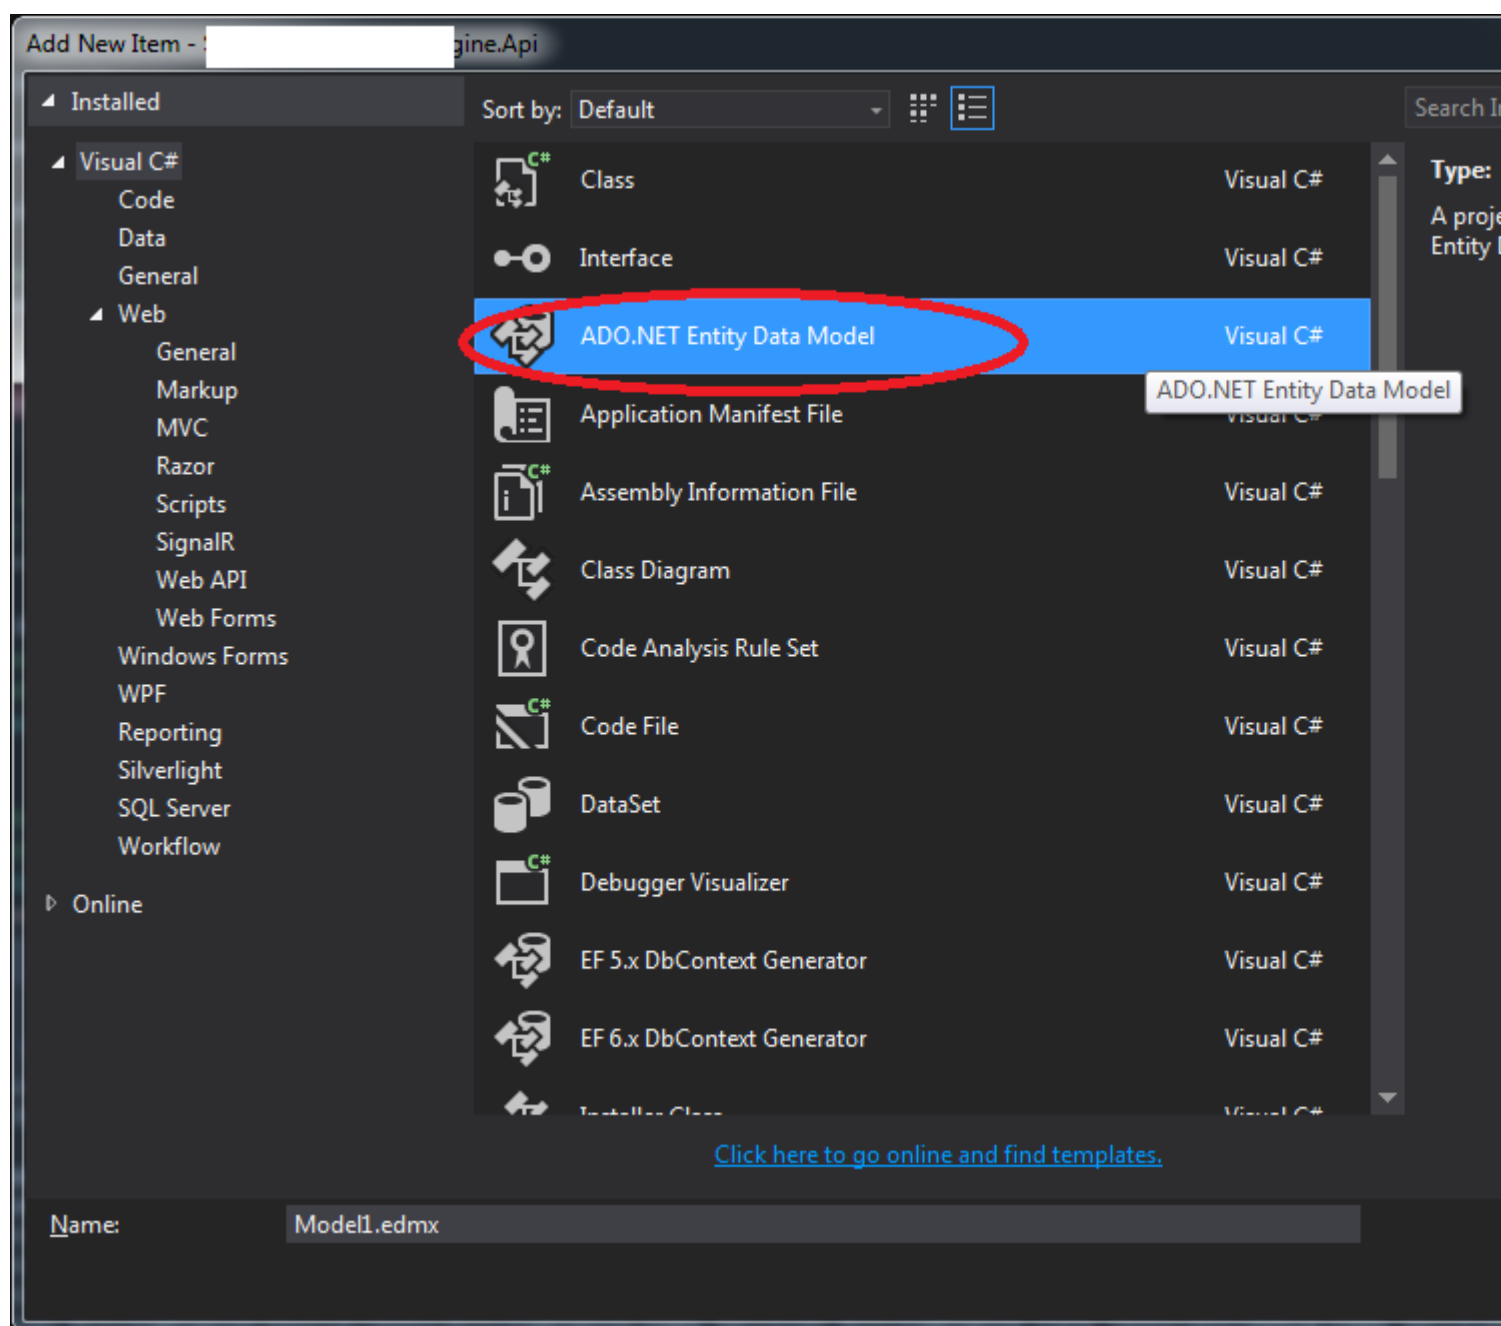 Add New Item - gine.Api
Installed
Visual C#
Code
Data
General
Web
General
Markup
MVC
Razor
Scripts
SignalR
Web API
Web Forms
Windows Forms
WPF
Reporting
Silverlight
SQL Server
Workflow
Online
Sort by: Default
C# Class Visual C#
Interface Visual C#
ADO.NET Entity Data Model Visual C#
ADO.NET Entity Data Model
Application Manifest File Visual C#
C# Assembly Information File Visual C#
Class Diagram Visual C#
Code Analysis Rule Set Visual C#
C# Code File Visual C#
DataSet Visual C#
C# Debugger Visualizer Visual C#
EF 5.x DbContext Generator Visual C#
EF 6.x DbContext Generator Visual C#
Installer Class Visual C#
Click here to go online and find templates.
Search
Type:
A proje
Entity
Name: Model1.edmx